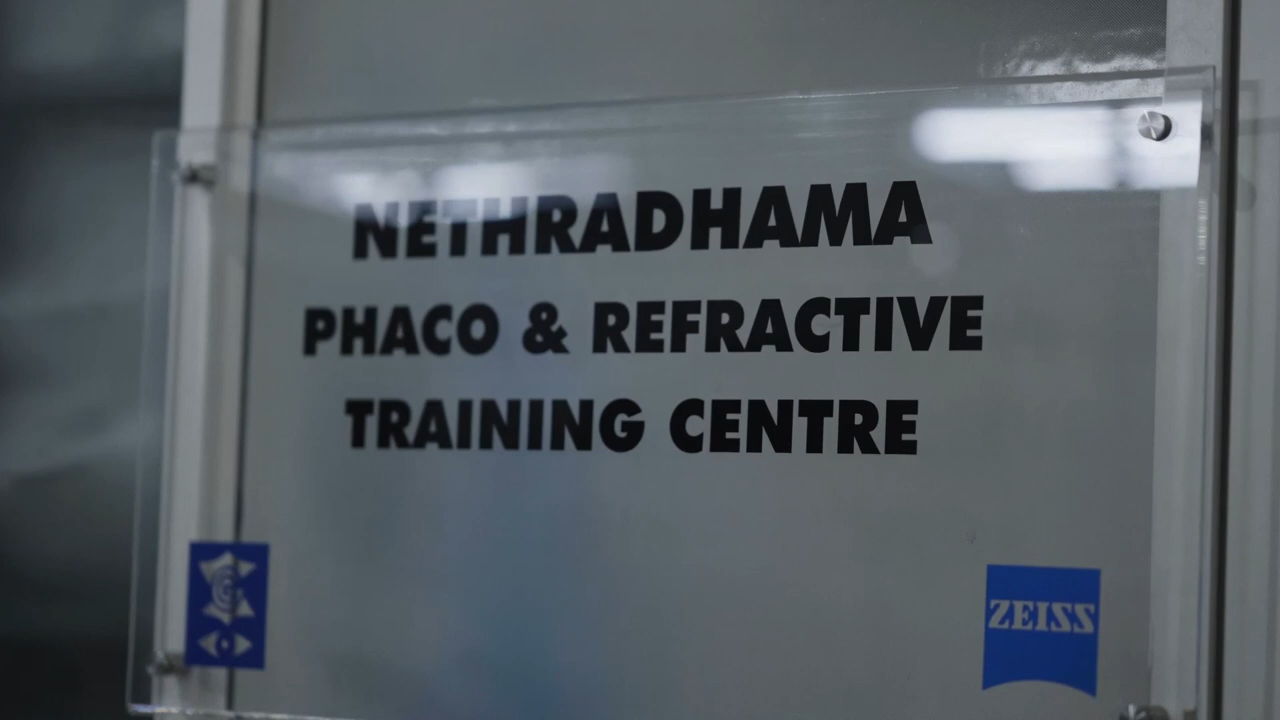 NETHRADHAMA
PHACO & REFRACTIVE
TRAINING CENTRE
ZEISS